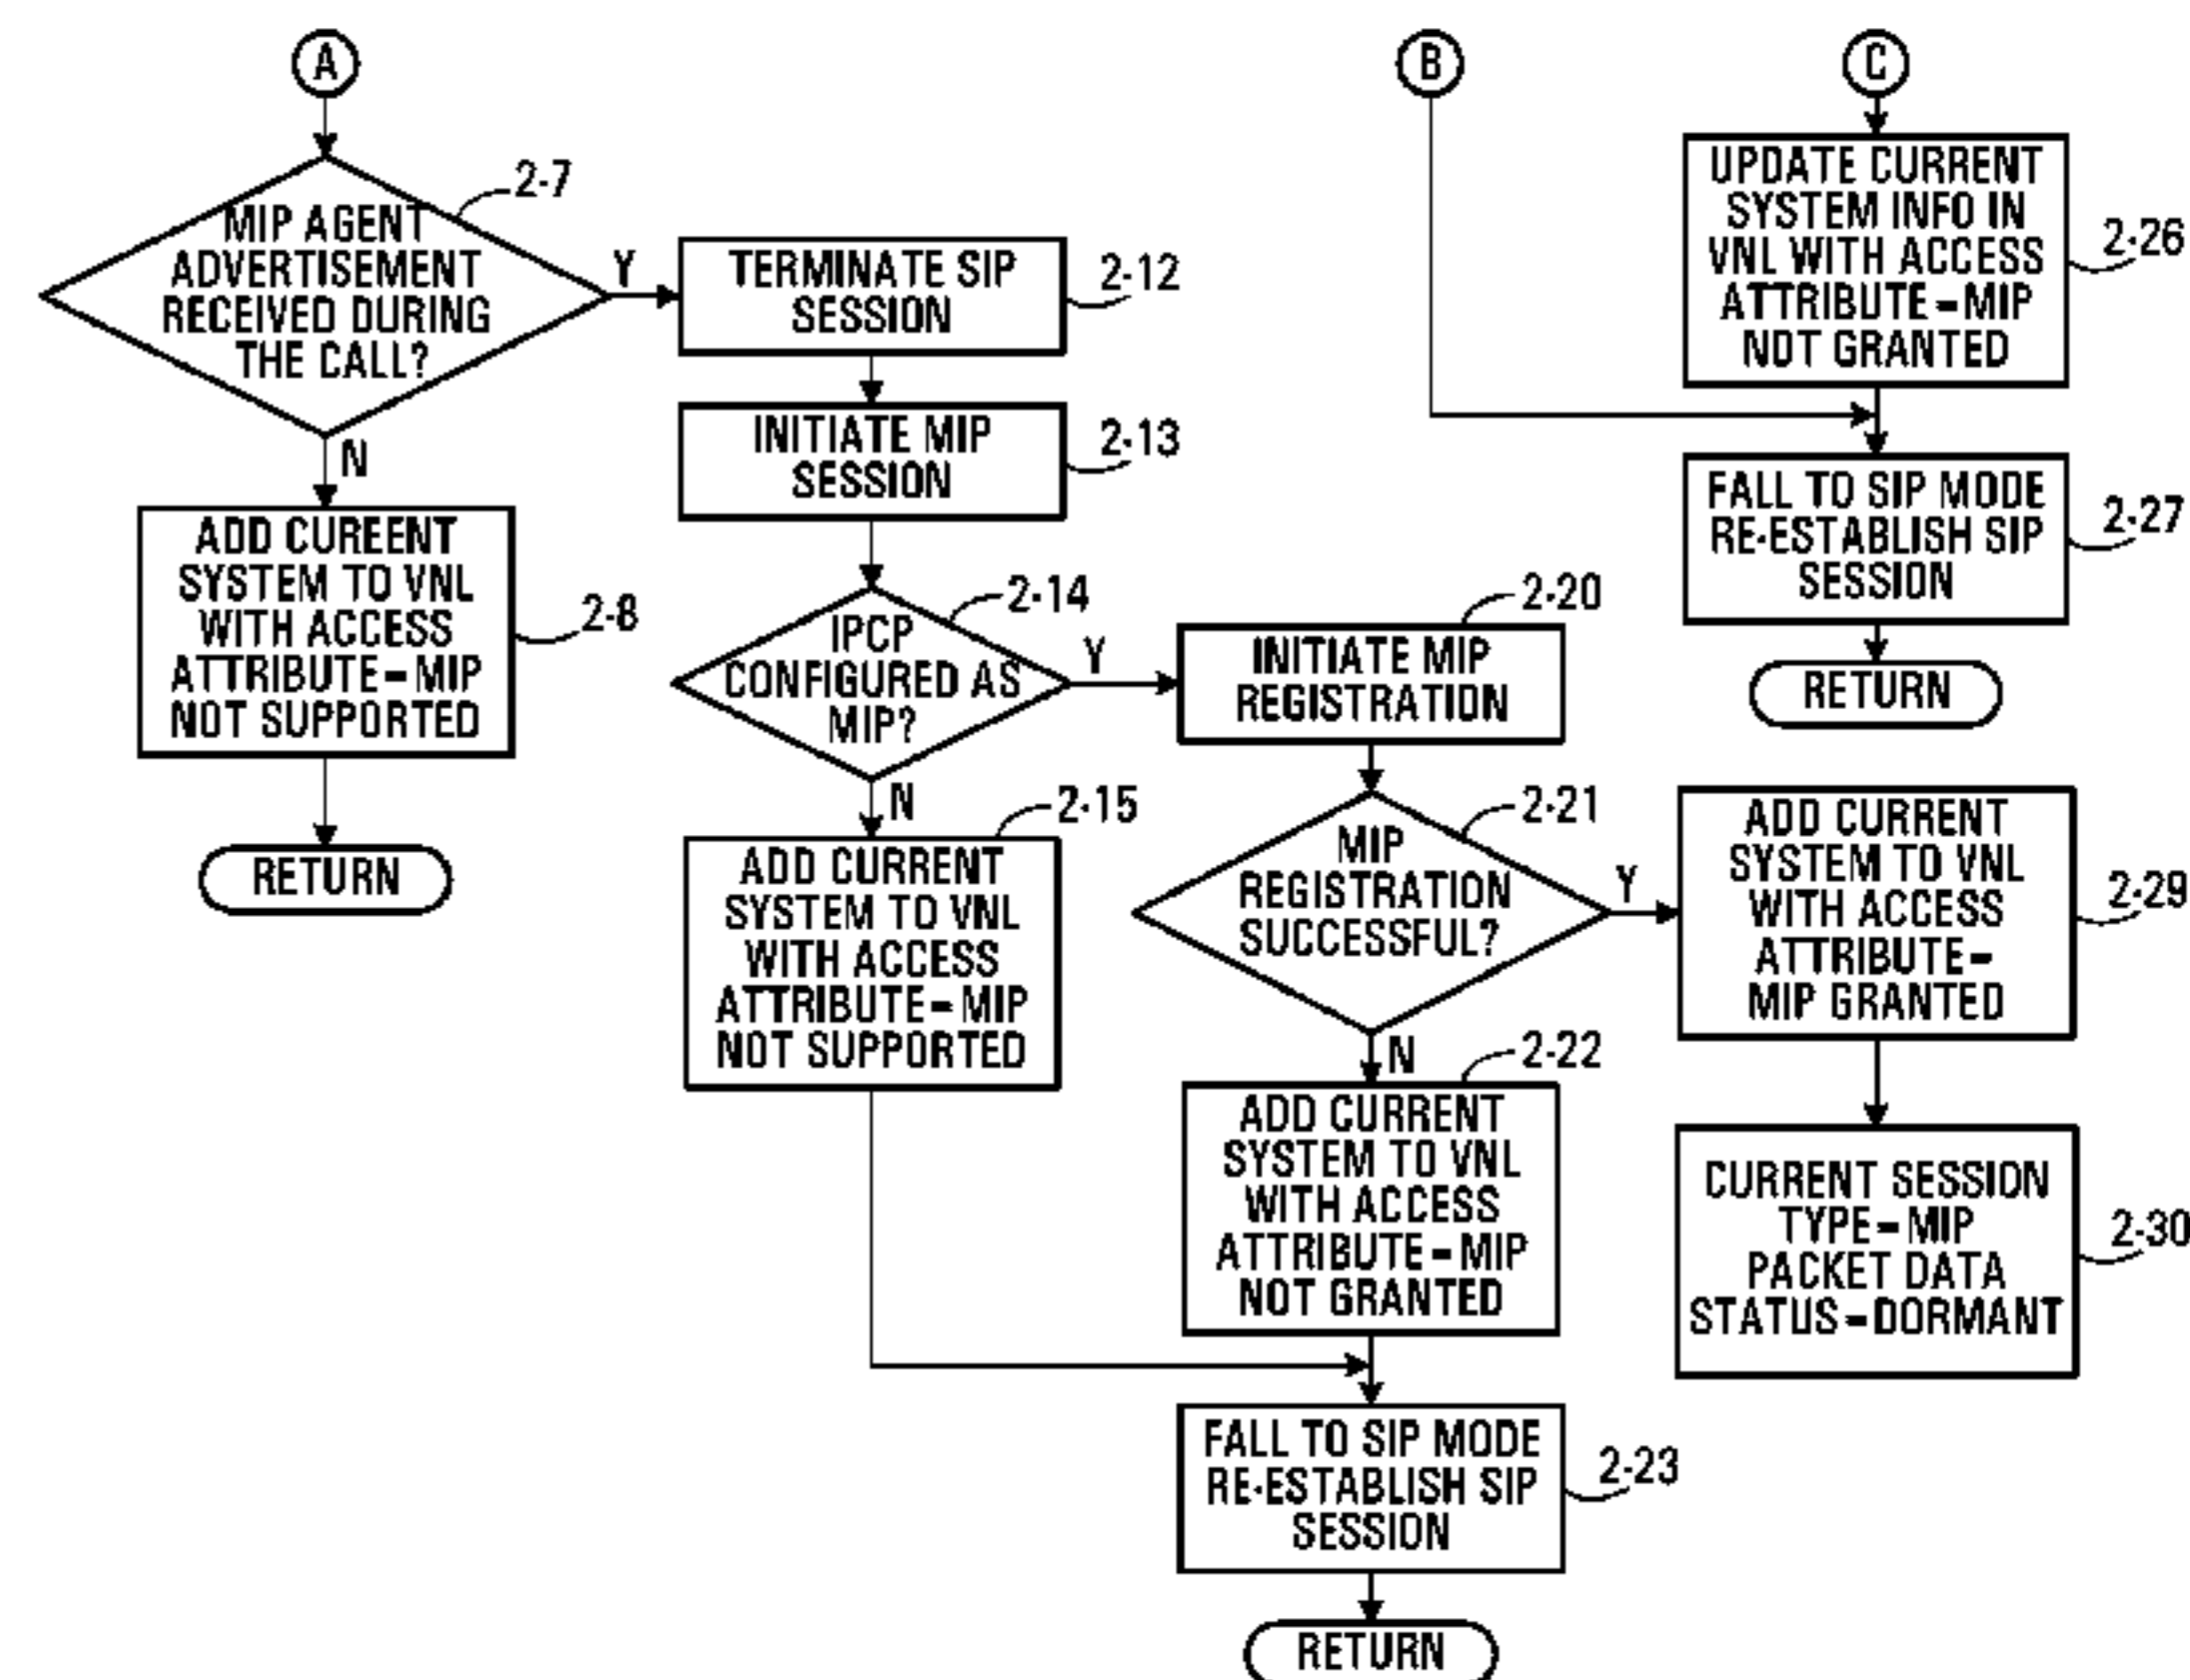 A
B
C
2-7
MIP AGENT
ADVERTISEMENT
RECEIVED DURING
THE CALL?
Y
N
ADD CUREENT
SYSTEM TO VNL
WITH ACCESS
ATTRIBUTE=MIP
NOT SUPPORTED
2-8
RETURN
TERMINATE SIP
SESSION
2-12
INITIATE MIP
SESSION
2-13
2-14
IPCP
CONFIGURED AS
MIP?
Y
N
2-15
ADD CURRENT
SYSTEM TO VNL
WITH ACCESS
ATTRIBUTE=MIP
NOT SUPPORTED
2-20
INITIATE MIP
REGISTRATION
2-21
MIP
REGISTRATION
SUCCESSFUL?
Y
N
2-22
ADD CURRENT
SYSTEM TO VNL
WITH ACCESS
ATTRIBUTE=MIP
NOT GRANTED
FALL TO SIP MODE
RE-ESTABLISH SIP
SESSION
2-23
RETURN
UPDATE CURRENT
SYSTEM INFO IN
VNL WITH ACCESS
ATTRIBUTE=MIP
NOT GRANTED
2-26
FALL TO SIP MODE
RE-ESTABLISH SIP
SESSION
2-27
RETURN
ADD CURRENT
SYSTEM TO VNL
WITH ACCESS
ATTRIBUTE=
MIP GRANTED
2-29
CURRENT SESSION
TYPE=MIP
PACKET DATA
STATUS=DORMANT
2-30